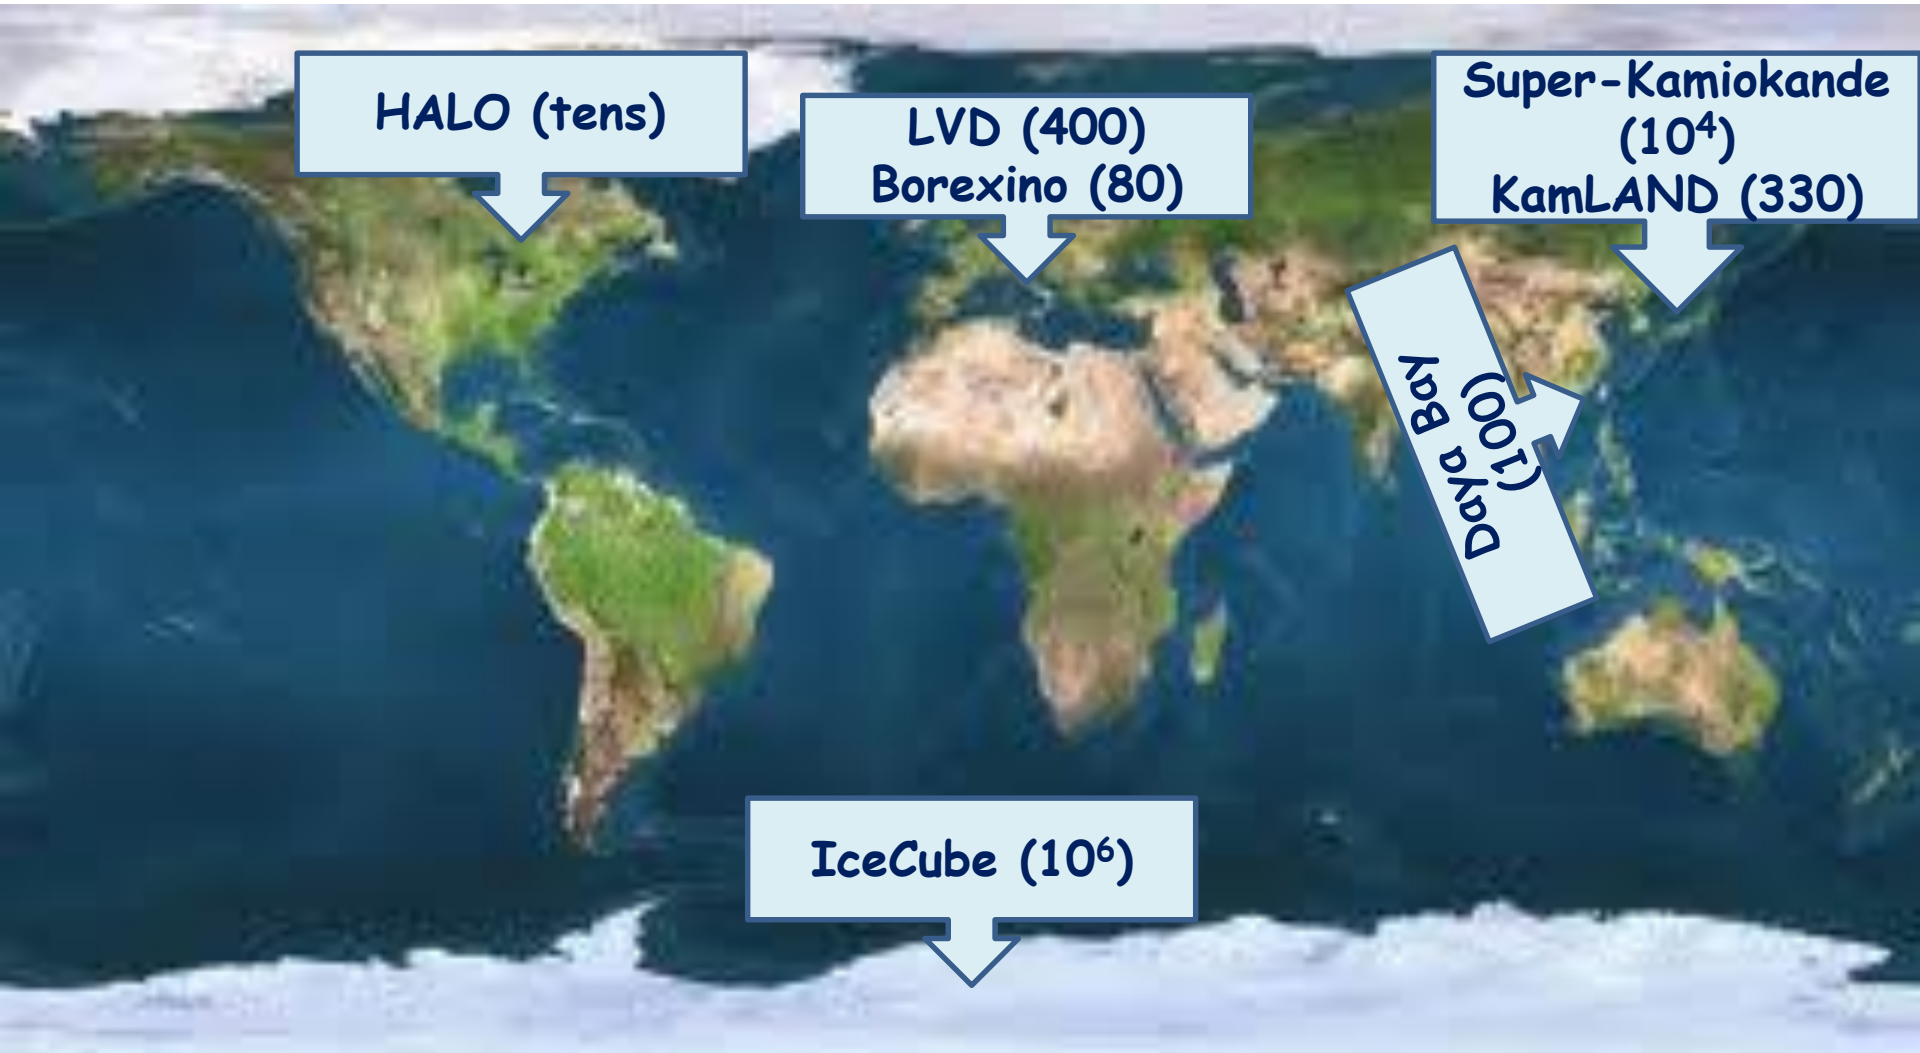 HALO (tens)
LVD (400)
Borexino (80)
Super-Kamiokande
(10⁴)
KamLAND (330)
Daya Bay
(100)
IceCube (10⁶)